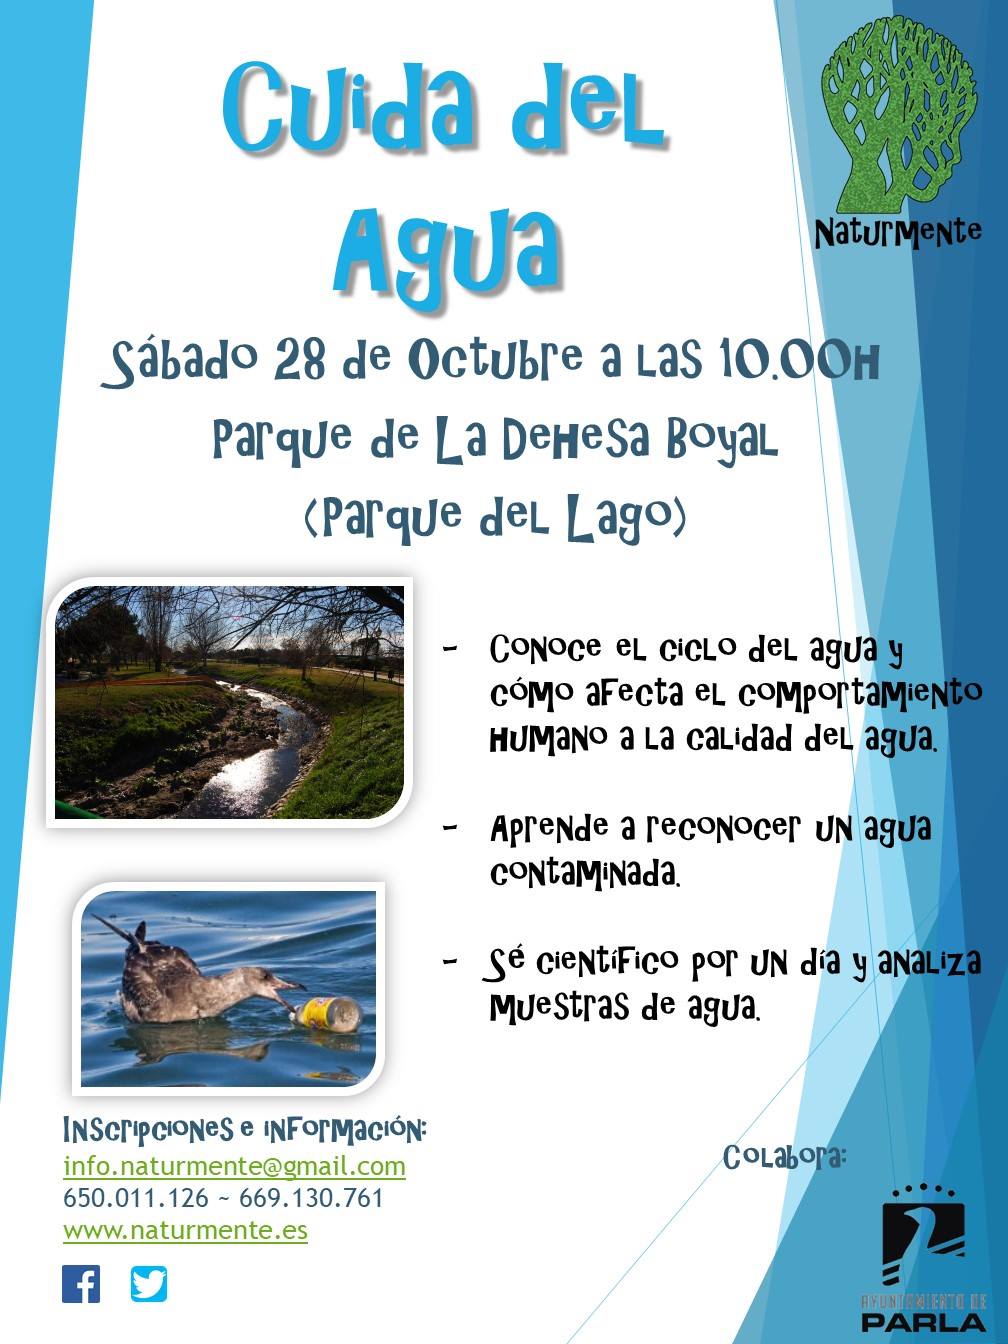 Cuida del
Agua
Naturmente
Sábado 28 de Octubre a las 10.00h
Parque de La Dehesa Boyal
(Parque del Lago)
- Conoce el ciclo del agua y
cómo afecta el comportamiento
humano a la calidad del agua.
- Aprende a reconocer un agua
contaminada.
- Sé científico por un día y analiza
muestras de agua.
Inscripciones e información:
info.naturmente@gmail.com
650.011.126 ~ 669.130.761
www.naturmente.es
Colabora:
AYUNTAMIENTO DE
PARLA